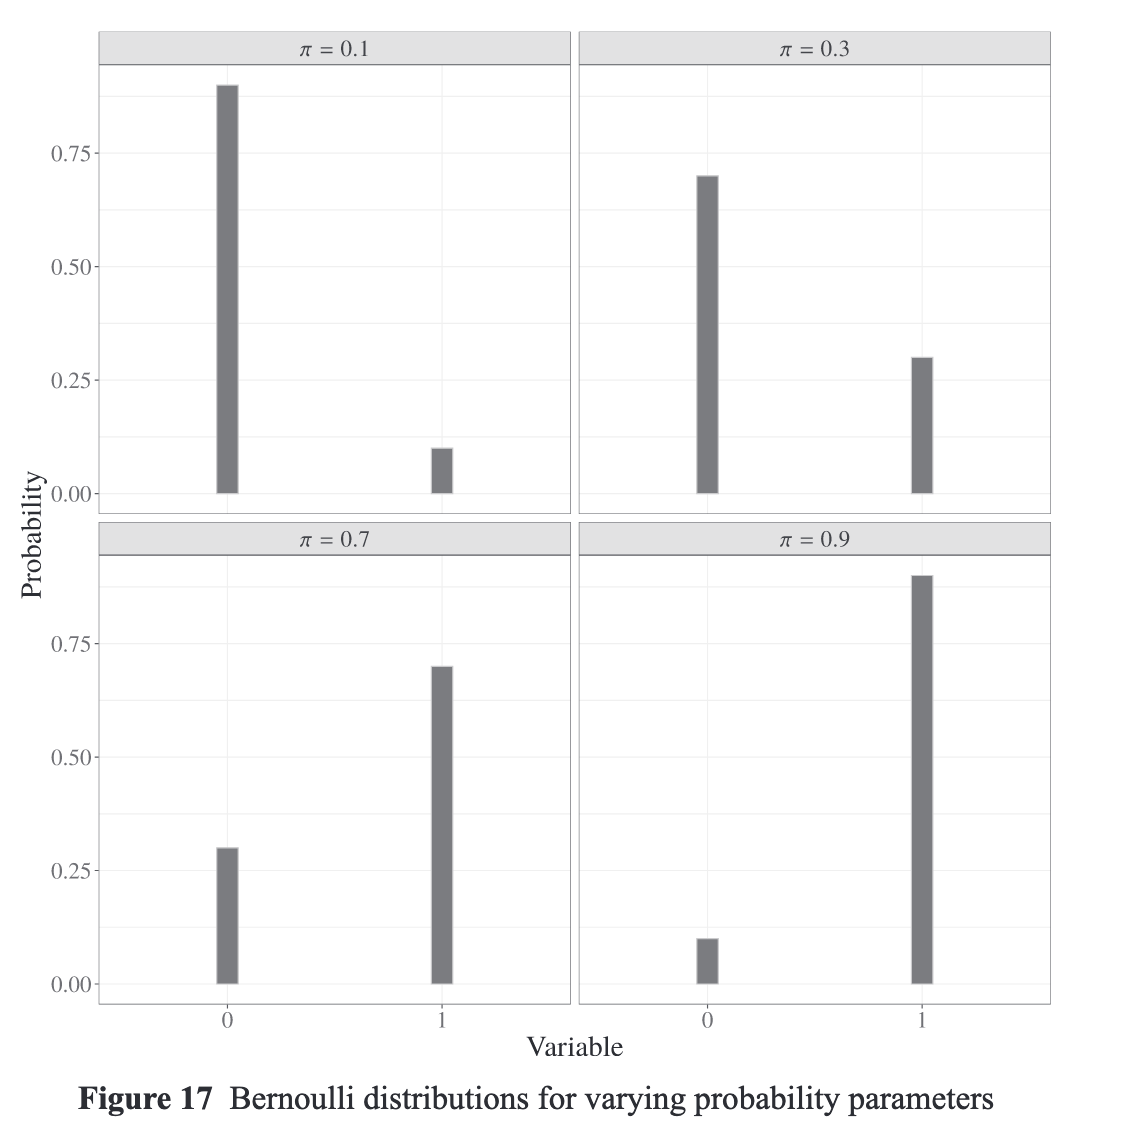 π = 0.1
π = 0.3
0.75
0.50
0.25
0.00
π = 0.7
π = 0.9
0.75
0.50
0.25
0.00
Probability
0 1 0 1
Variable
Figure 17 Bernoulli distributions for varying probability parameters